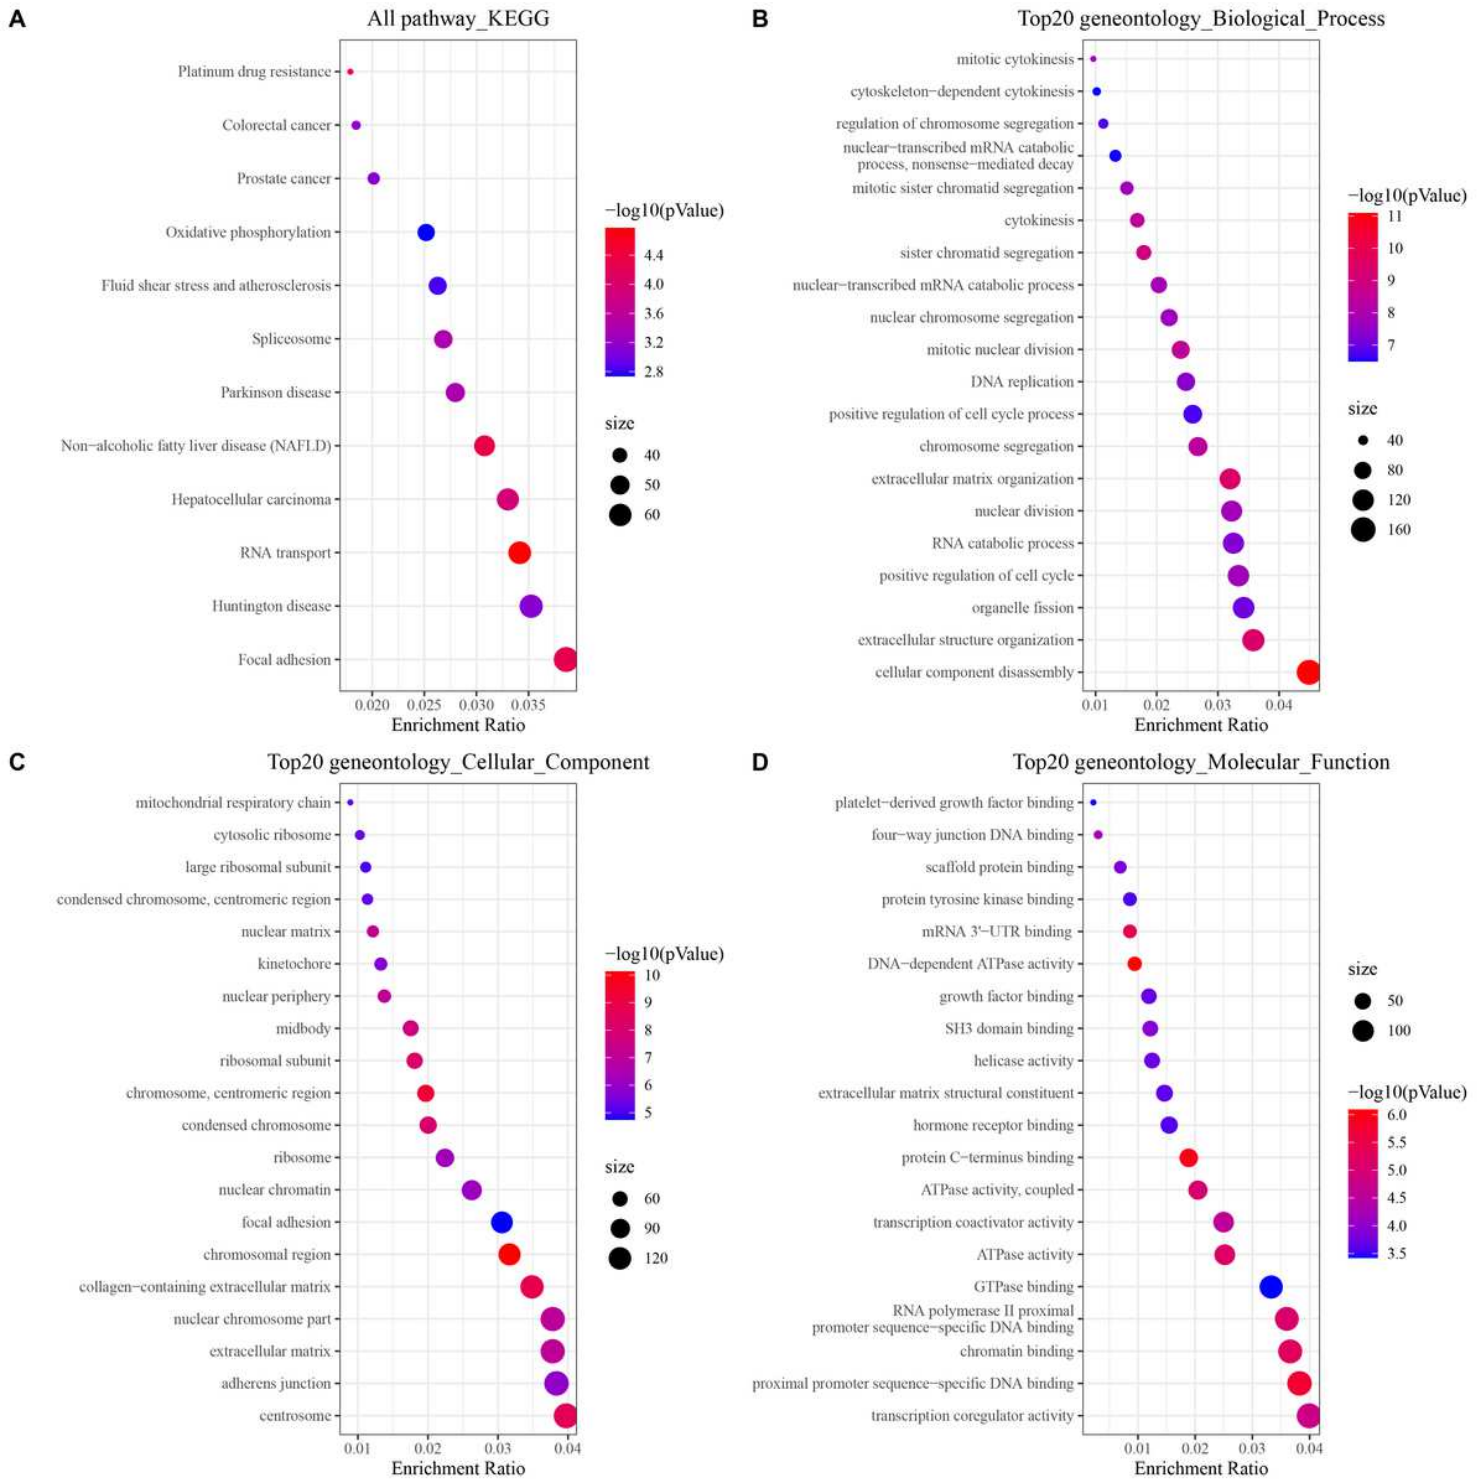 A
All pathway_KEGG
Platinum drug resistance
Colorectal cancer
Prostate cancer
Oxidative phosphorylation
Fluid shear stress and atherosclerosis
Spliceosome
Parkinson disease
Non−alcoholic fatty liver disease (NAFLD)
Hepatocellular carcinoma
RNA transport
Huntington disease
Focal adhesion
0.020 0.025 0.030 0.035
Enrichment Ratio
−log10(pValue)
4.4
4.0
3.6
3.2
2.8
size
40
50
60
B
Top20 geneontology_Biological_Process
mitotic cytokinesis
cytoskeleton−dependent cytokinesis
regulation of chromosome segregation
nuclear−transcribed mRNA catabolic
process, nonsense−mediated decay
mitotic sister chromatid segregation
cytokinesis
sister chromatid segregation
nuclear−transcribed mRNA catabolic process
nuclear chromosome segregation
mitotic nuclear division
DNA replication
positive regulation of cell cycle process
chromosome segregation
extracellular matrix organization
nuclear division
RNA catabolic process
positive regulation of cell cycle
organelle fission
extracellular structure organization
cellular component disassembly
0.01 0.02 0.03 0.04
Enrichment Ratio
−log10(pValue)
11
10
9
8
7
size
40
80
120
160
C
Top20 geneontology_Cellular_Component
mitochondrial respiratory chain
cytosolic ribosome
large ribosomal subunit
condensed chromosome, centromeric region
nuclear matrix
kinetochore
nuclear periphery
midbody
ribosomal subunit
chromosome, centromeric region
condensed chromosome
ribosome
nuclear chromatin
focal adhesion
chromosomal region
collagen−containing extracellular matrix
nuclear chromosome part
extracellular matrix
adherens junction
centrosome
0.01 0.02 0.03 0.04
Enrichment Ratio
−log10(pValue)
10
9
8
7
6
5
size
60
90
120
D
Top20 geneontology_Molecular_Function
platelet−derived growth factor binding
four−way junction DNA binding
scaffold protein binding
protein tyrosine kinase binding
mRNA 3'−UTR binding
DNA−dependent ATPase activity
growth factor binding
SH3 domain binding
helicase activity
extracellular matrix structural constituent
hormone receptor binding
protein C−terminus binding
ATPase activity, coupled
transcription coactivator activity
ATPase activity
GTPase binding
RNA polymerase II proximal
promoter sequence−specific DNA binding
chromatin binding
proximal promoter sequence−specific DNA binding
transcription coregulator activity
0.01 0.02 0.03 0.04
Enrichment Ratio
size
50
100
−log10(pValue)
6.0
5.5
5.0
4.5
4.0
3.5